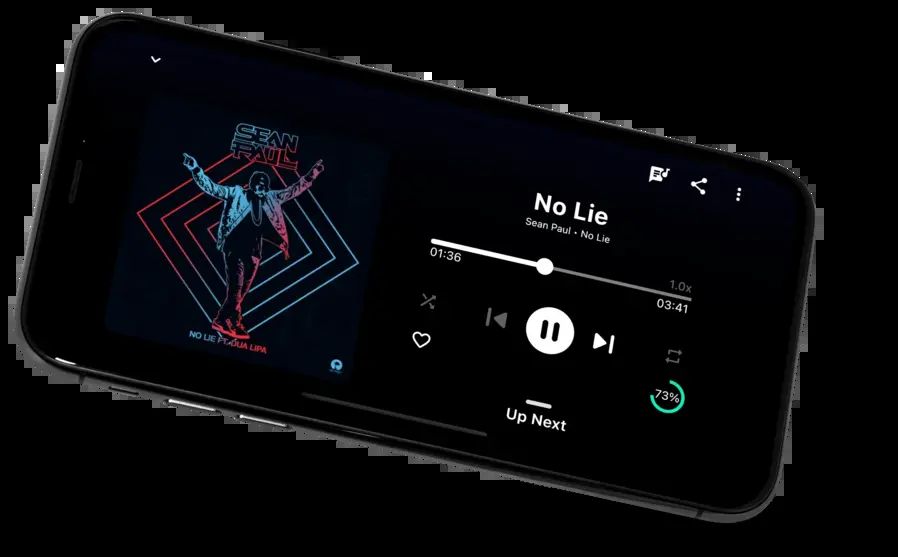 SEAN
PAUL
NO LIE FT. DUA LIPA
No Lie
Sean Paul • No Lie
01:36
1.0x
03:41
73%
Up Next